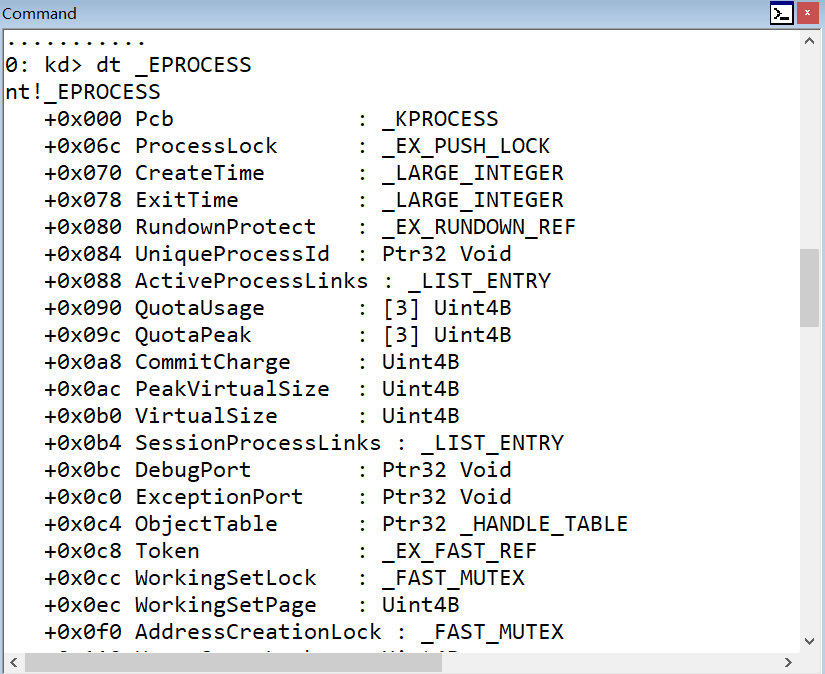 Command
...........
0: kd> dt _EPROCESS
nt!_EPROCESS
   +0x000 Pcb              : _KPROCESS
   +0x06c ProcessLock      : _EX_PUSH_LOCK
   +0x070 CreateTime       : _LARGE_INTEGER
   +0x078 ExitTime         : _LARGE_INTEGER
   +0x080 RundownProtect   : _EX_RUNDOWN_REF
   +0x084 UniqueProcessId  : Ptr32 Void
   +0x088 ActiveProcessLinks : _LIST_ENTRY
   +0x090 QuotaUsage       : [3] Uint4B
   +0x09c QuotaPeak        : [3] Uint4B
   +0x0a8 CommitCharge     : Uint4B
   +0x0ac PeakVirtualSize  : Uint4B
   +0x0b0 VirtualSize      : Uint4B
   +0x0b4 SessionProcessLinks : _LIST_ENTRY
   +0x0bc DebugPort        : Ptr32 Void
   +0x0c0 ExceptionPort    : Ptr32 Void
   +0x0c4 ObjectTable      : Ptr32 _HANDLE_TABLE
   +0x0c8 Token            : _EX_FAST_REF
   +0x0cc WorkingSetLock   : _FAST_MUTEX
   +0x0ec WorkingSetPage   : Uint4B
   +0x0f0 AddressCreationLock : _FAST_MUTEX